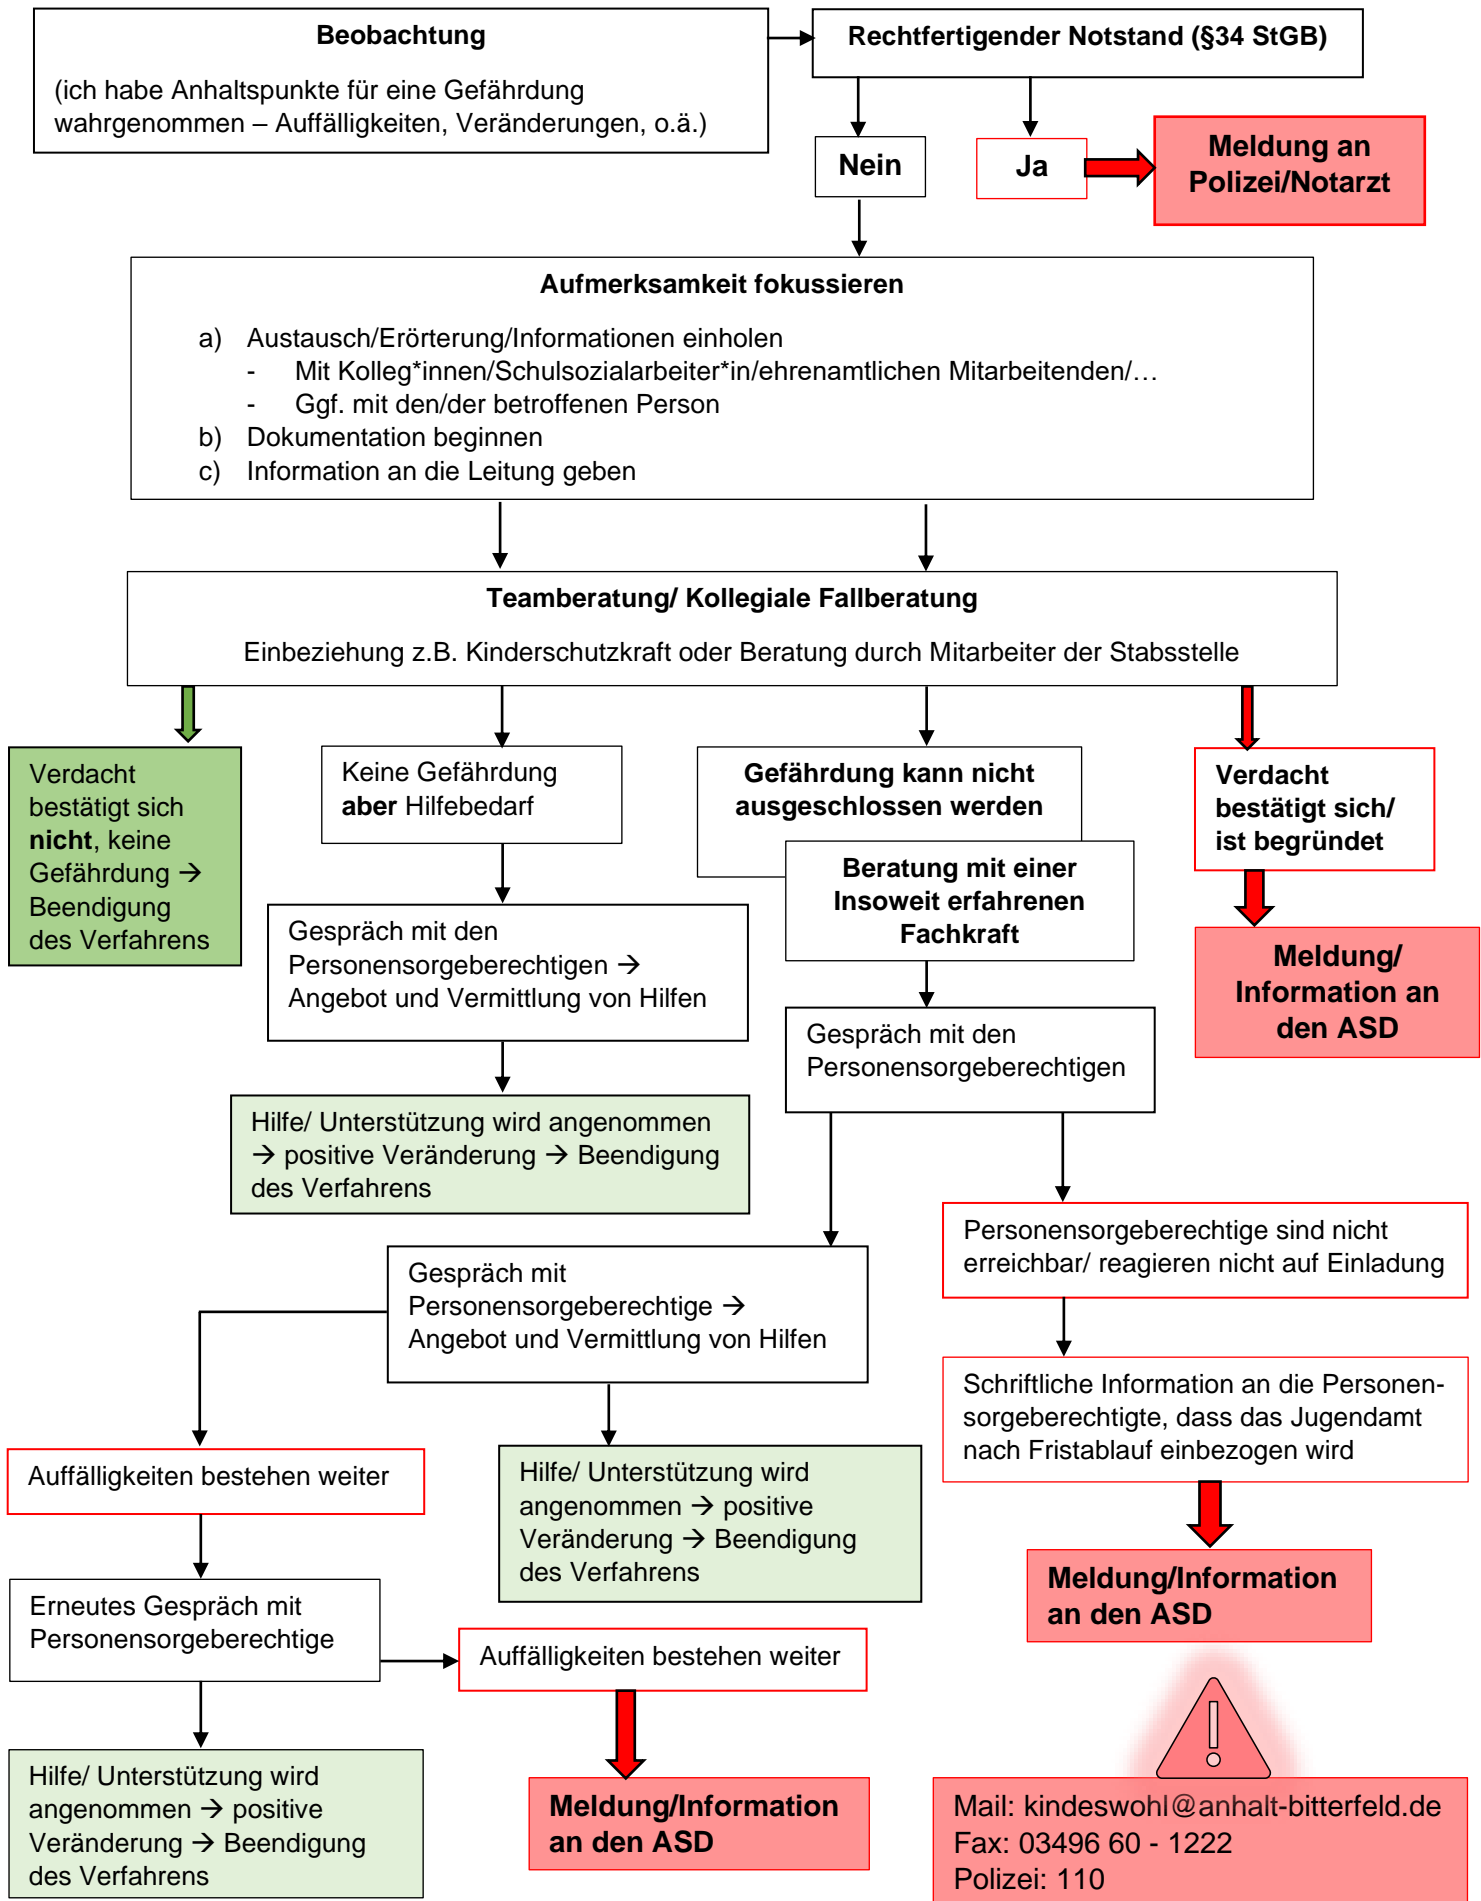 Beobachtung
(ich habe Anhaltspunkte für eine Gefährdung
wahrgenommen – Auffälligkeiten, Veränderungen, o.ä.)
Rechtfertigender Notstand (§34 StGB)
Nein
Ja
Meldung an
Polizei/Notarzt
Aufmerksamkeit fokussieren
a) Austausch/Erörterung/Informationen einholen
- Mit Kolleg*innen/Schulsozialarbeiter*in/ehrenamtlichen Mitarbeitenden/…
- Ggf. mit den/der betroffenen Person
b) Dokumentation beginnen
c) Information an die Leitung geben
Teamberatung/ Kollegiale Fallberatung
Einbeziehung z.B. Kinderschutzkraft oder Beratung durch Mitarbeiter der Stabsstelle
Verdacht
bestätigt sich
nicht, keine
Gefährdung →
Beendigung
des Verfahrens
Keine Gefährdung
aber Hilfebedarf
Gefährdung kann nicht
ausgeschlossen werden
Beratung mit einer
Insoweit erfahrenen
Fachkraft
Verdacht
bestätigt sich/
ist begründet
Meldung/
Information an
den ASD
Gespräch mit den
Personensorgeberechtigen →
Angebot und Vermittlung von Hilfen
Gespräch mit den
Personensorgeberechtigen
Hilfe/ Unterstützung wird angenommen
→ positive Veränderung → Beendigung
des Verfahrens
Personensorgeberechtige sind nicht
erreichbar/ reagieren nicht auf Einladung
Gespräch mit
Personensorgeberechtige →
Angebot und Vermittlung von Hilfen
Schriftliche Information an die Personen-
sorgeberechtigte, dass das Jugendamt
nach Fristablauf einbezogen wird
Auffälligkeiten bestehen weiter
Hilfe/ Unterstützung wird
angenommen → positive
Veränderung → Beendigung
des Verfahrens
Meldung/Information
an den ASD
Erneutes Gespräch mit
Personensorgeberechtige
Auffälligkeiten bestehen weiter
Hilfe/ Unterstützung wird
angenommen → positive
Veränderung → Beendigung
des Verfahrens
Meldung/Information
an den ASD
Mail: kindeswohl@anhalt-bitterfeld.de
Fax: 03496 60 - 1222
Polizei: 110